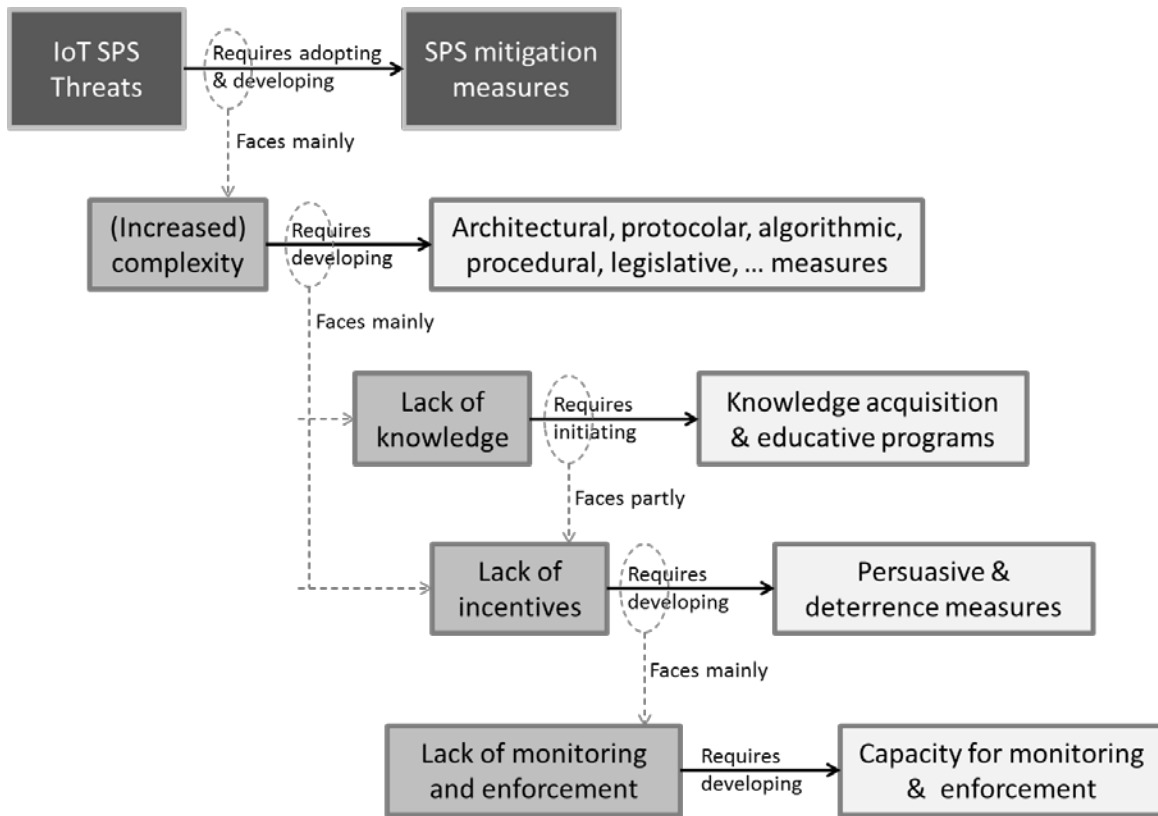 IoT SPS
Threats
Requires adopting
& developing
SPS mitigation
measures
Faces mainly
(Increased)
complexity
Requires
developing
Architectural, protocolar, algorithmic,
procedural, legislative, ... measures
Faces mainly
Lack of
knowledge
Requires
initiating
Knowledge acquisition
& educative programs
Faces partly
Lack of
incentives
Requires
developing
Persuasive &
deterrence measures
Faces mainly
Lack of monitoring
and enforcement
Requires
developing
Capacity for monitoring
& enforcement